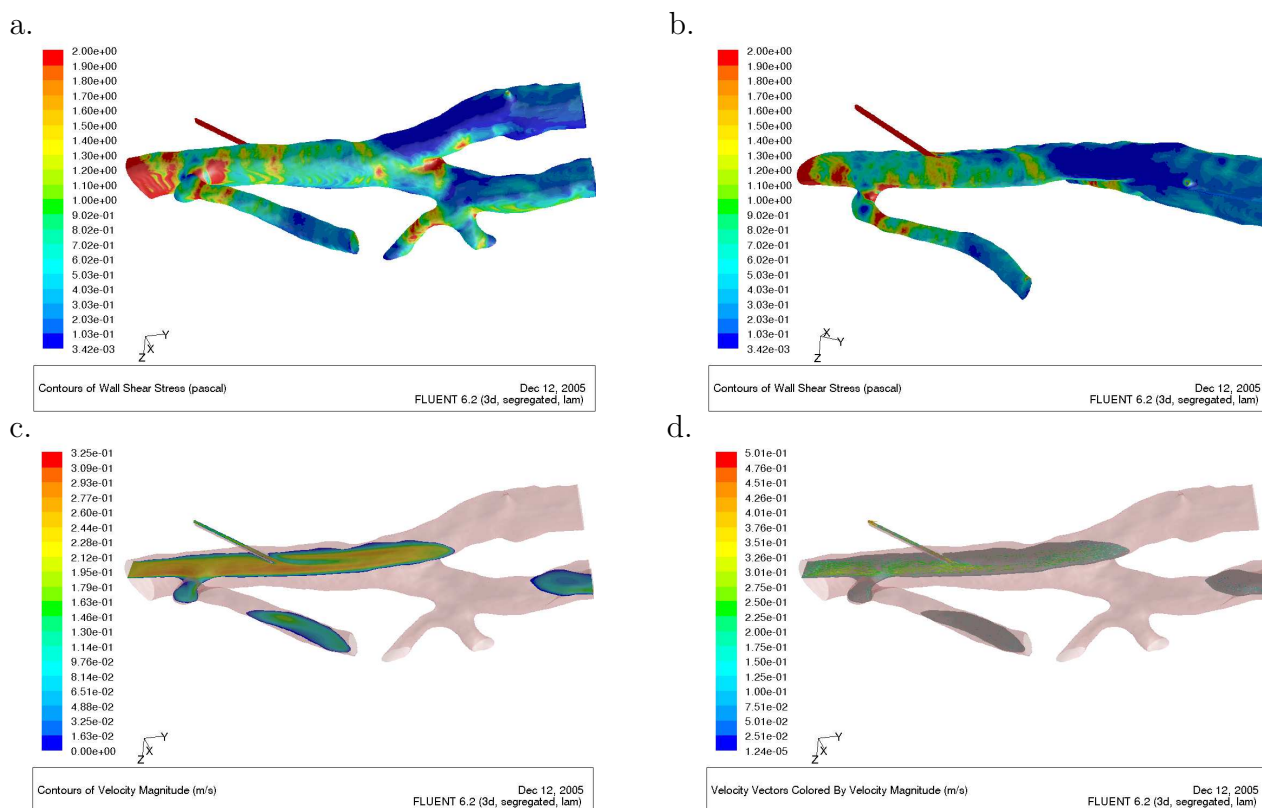 a.
2.00e+00
1.90e+00
1.80e+00
1.70e+00
1.60e+00
1.50e+00
1.40e+00
1.30e+00
1.20e+00
1.10e+00
1.00e+00
9.02e-01
8.02e-01
7.02e-01
6.02e-01
5.03e-01
4.03e-01
3.03e-01
2.03e-01
1.03e-01
3.42e-03
Y
X
Z
Contours of Wall Shear Stress (pascal)
Dec 12, 2005
FLUENT 6.2 (3d, segregated, lam)
b.
2.00e+00
1.90e+00
1.80e+00
1.70e+00
1.60e+00
1.50e+00
1.40e+00
1.30e+00
1.20e+00
1.10e+00
1.00e+00
9.02e-01
8.02e-01
7.02e-01
6.02e-01
5.03e-01
4.03e-01
3.03e-01
2.03e-01
1.03e-01
3.42e-03
X
Y
Z
Contours of Wall Shear Stress (pascal)
Dec 12, 2005
FLUENT 6.2 (3d, segregated, lam)
c.
3.25e-01
3.09e-01
2.93e-01
2.77e-01
2.60e-01
2.44e-01
2.28e-01
2.12e-01
1.95e-01
1.79e-01
1.63e-01
1.46e-01
1.30e-01
1.14e-01
9.76e-02
8.14e-02
6.51e-02
4.88e-02
3.25e-02
1.63e-02
0.00e+00
Y
X
Z
Contours of Velocity Magnitude (m/s)
Dec 12, 2005
FLUENT 6.2 (3d, segregated, lam)
d.
5.01e-01
4.76e-01
4.51e-01
4.26e-01
4.01e-01
3.76e-01
3.51e-01
3.26e-01
3.01e-01
2.75e-01
2.50e-01
2.25e-01
2.00e-01
1.75e-01
1.50e-01
1.25e-01
1.00e-01
7.52e-02
5.01e-02
2.51e-02
1.24e-05
Y
X
Z
Velocity Vectors Colored By Velocity Magnitude (m/s)
Dec 12, 2005
FLUENT 6.2 (3d, segregated, lam)